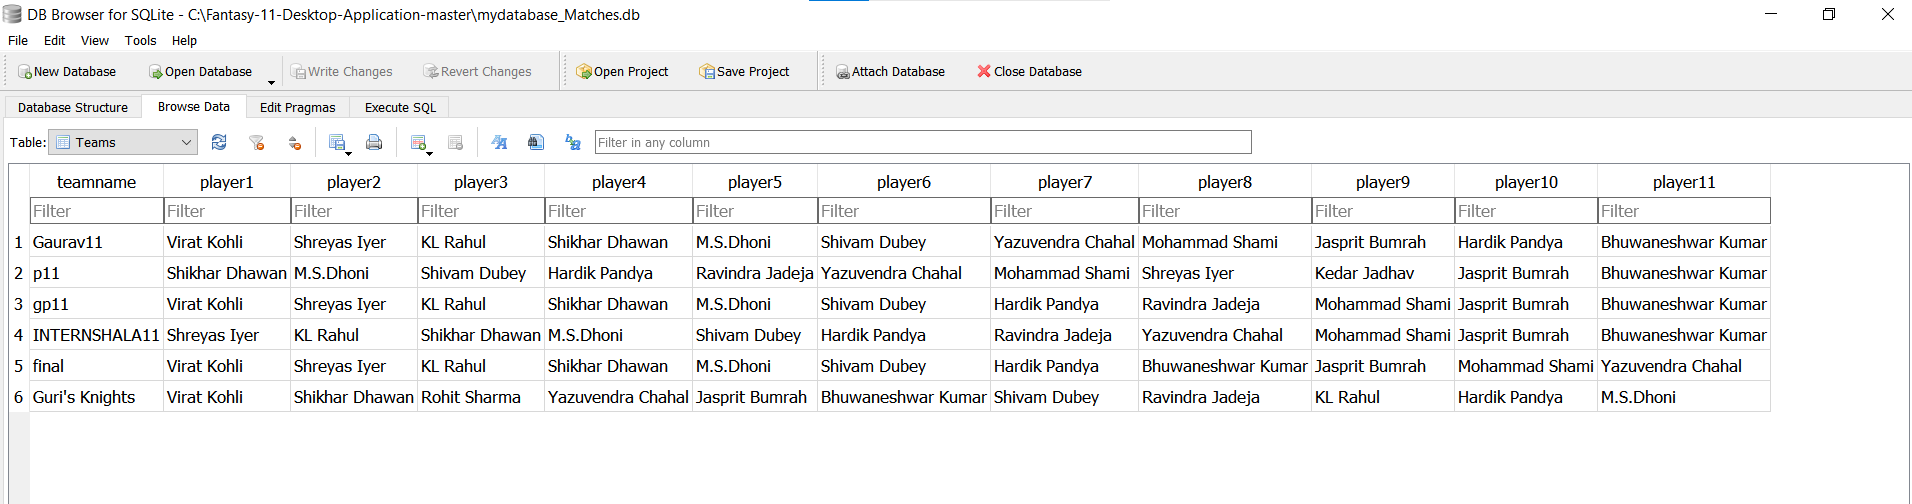 DB Browser for SQLite - C:\Fantasy-11-Desktop-Application-master\mydatabase_Matches.db
File Edit View Tools Help
New Database Open Database Write Changes Revert Changes Open Project Save Project Attach Database Close Database
Database Structure Browse Data Edit Pragmas Execute SQL
Table: Teams Filter in any column
teamname player1 player2 player3 player4 player5 player6 player7 player8 player9 player10 player11
Filter Filter Filter Filter Filter Filter Filter Filter Filter Filter Filter Filter
1 Gaurav11 Virat Kohli Shreyas Iyer KL Rahul Shikhar Dhawan M.S.Dhoni Shivam Dubey Yazuvendra Chahal Mohammad Shami Jasprit Bumrah Hardik Pandya Bhuwaneshwar Kumar
2 p11 Shikhar Dhawan M.S.Dhoni Shivam Dubey Hardik Pandya Ravindra Jadeja Yazuvendra Chahal Mohammad Shami Shreyas Iyer Kedar Jadhav Jasprit Bumrah Bhuwaneshwar Kumar
3 gp11 Virat Kohli Shreyas Iyer KL Rahul Shikhar Dhawan M.S.Dhoni Shivam Dubey Hardik Pandya Ravindra Jadeja Mohammad Shami Jasprit Bumrah Bhuwaneshwar Kumar
4 INTERNSHALA11 Shreyas Iyer KL Rahul Shikhar Dhawan M.S.Dhoni Shivam Dubey Hardik Pandya Ravindra Jadeja Yazuvendra Chahal Mohammad Shami Jasprit Bumrah Bhuwaneshwar Kumar
5 final Virat Kohli Shreyas Iyer KL Rahul Shikhar Dhawan M.S.Dhoni Shivam Dubey Hardik Pandya Bhuwaneshwar Kumar Jasprit Bumrah Mohammad Shami Yazuvendra Chahal
6 Guri's Knights Virat Kohli Shikhar Dhawan Rohit Sharma Yazuvendra Chahal Jasprit Bumrah Bhuwaneshwar Kumar Shivam Dubey Ravindra Jadeja KL Rahul Hardik Pandya M.S.Dhoni